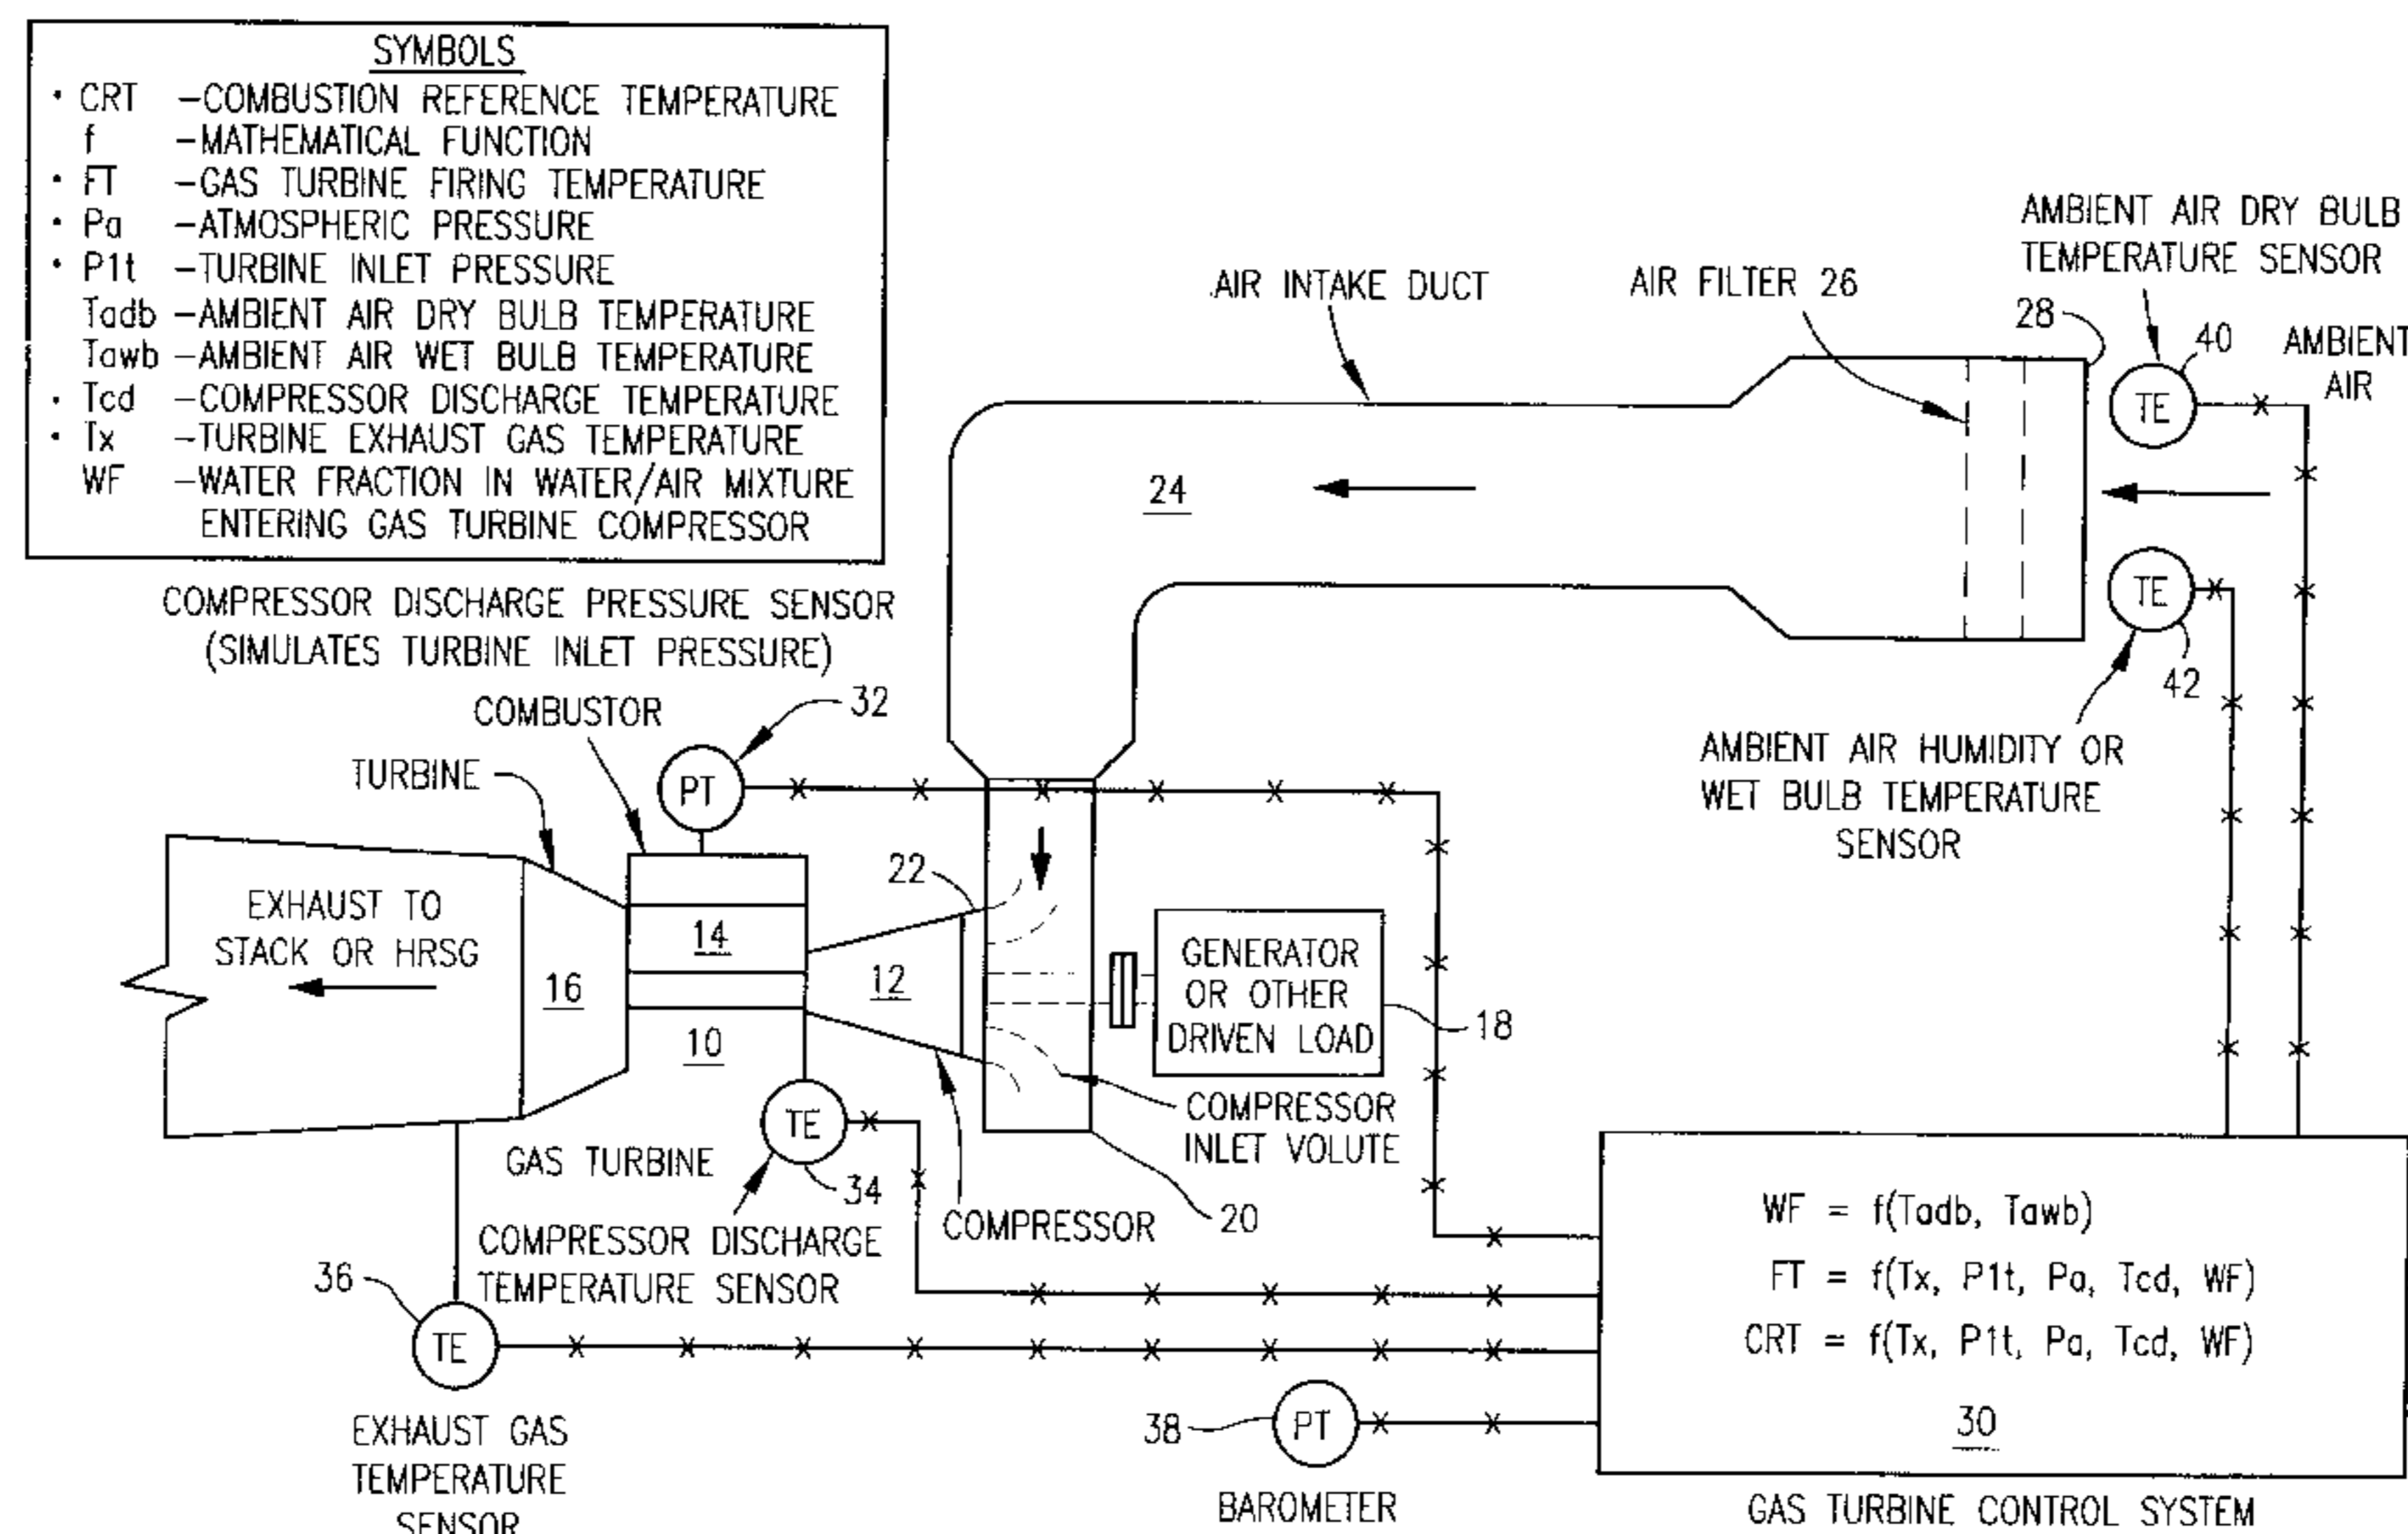 SYMBOLS
· CRT –COMBUSTION REFERENCE TEMPERATURE
f –MATHEMATICAL FUNCTION
· FT –GAS TURBINE FIRING TEMPERATURE
· Pa –ATMOSPHERIC PRESSURE
· P1t –TURBINE INLET PRESSURE
Tadb –AMBIENT AIR DRY BULB TEMPERATURE
Tawb –AMBIENT AIR WET BULB TEMPERATURE
· Tcd –COMPRESSOR DISCHARGE TEMPERATURE
· Tx –TURBINE EXHAUST GAS TEMPERATURE
WF –WATER FRACTION IN WATER/AIR MIXTURE
ENTERING GAS TURBINE COMPRESSOR
AMBIENT AIR DRY BULB
TEMPERATURE SENSOR
AIR INTAKE DUCT
AIR FILTER 26
28
40
TE
AMBIENT
AIR
24
TE
42
AMBIENT AIR HUMIDITY OR
WET BULB TEMPERATURE
SENSOR
COMPRESSOR DISCHARGE PRESSURE SENSOR
(SIMULATES TURBINE INLET PRESSURE)
COMBUSTOR
32
TURBINE
PT
22
EXHAUST TO
STACK OR HRSG
16
14
12
10
GENERATOR
OR OTHER
DRIVEN LOAD
18
COMPRESSOR
INLET VOLUTE
20
GAS TURBINE
TE
34
COMPRESSOR
COMPRESSOR DISCHARGE
TEMPERATURE SENSOR
36
TE
EXHAUST GAS
TEMPERATURE
SENSOR
38
PT
BAROMETER
WF = f(Tadb, Tawb)
FT = f(Tx, P1t, Pa, Tcd, WF)
CRT = f(Tx, P1t, Pa, Tcd, WF)
30
GAS TURBINE CONTROL SYSTEM